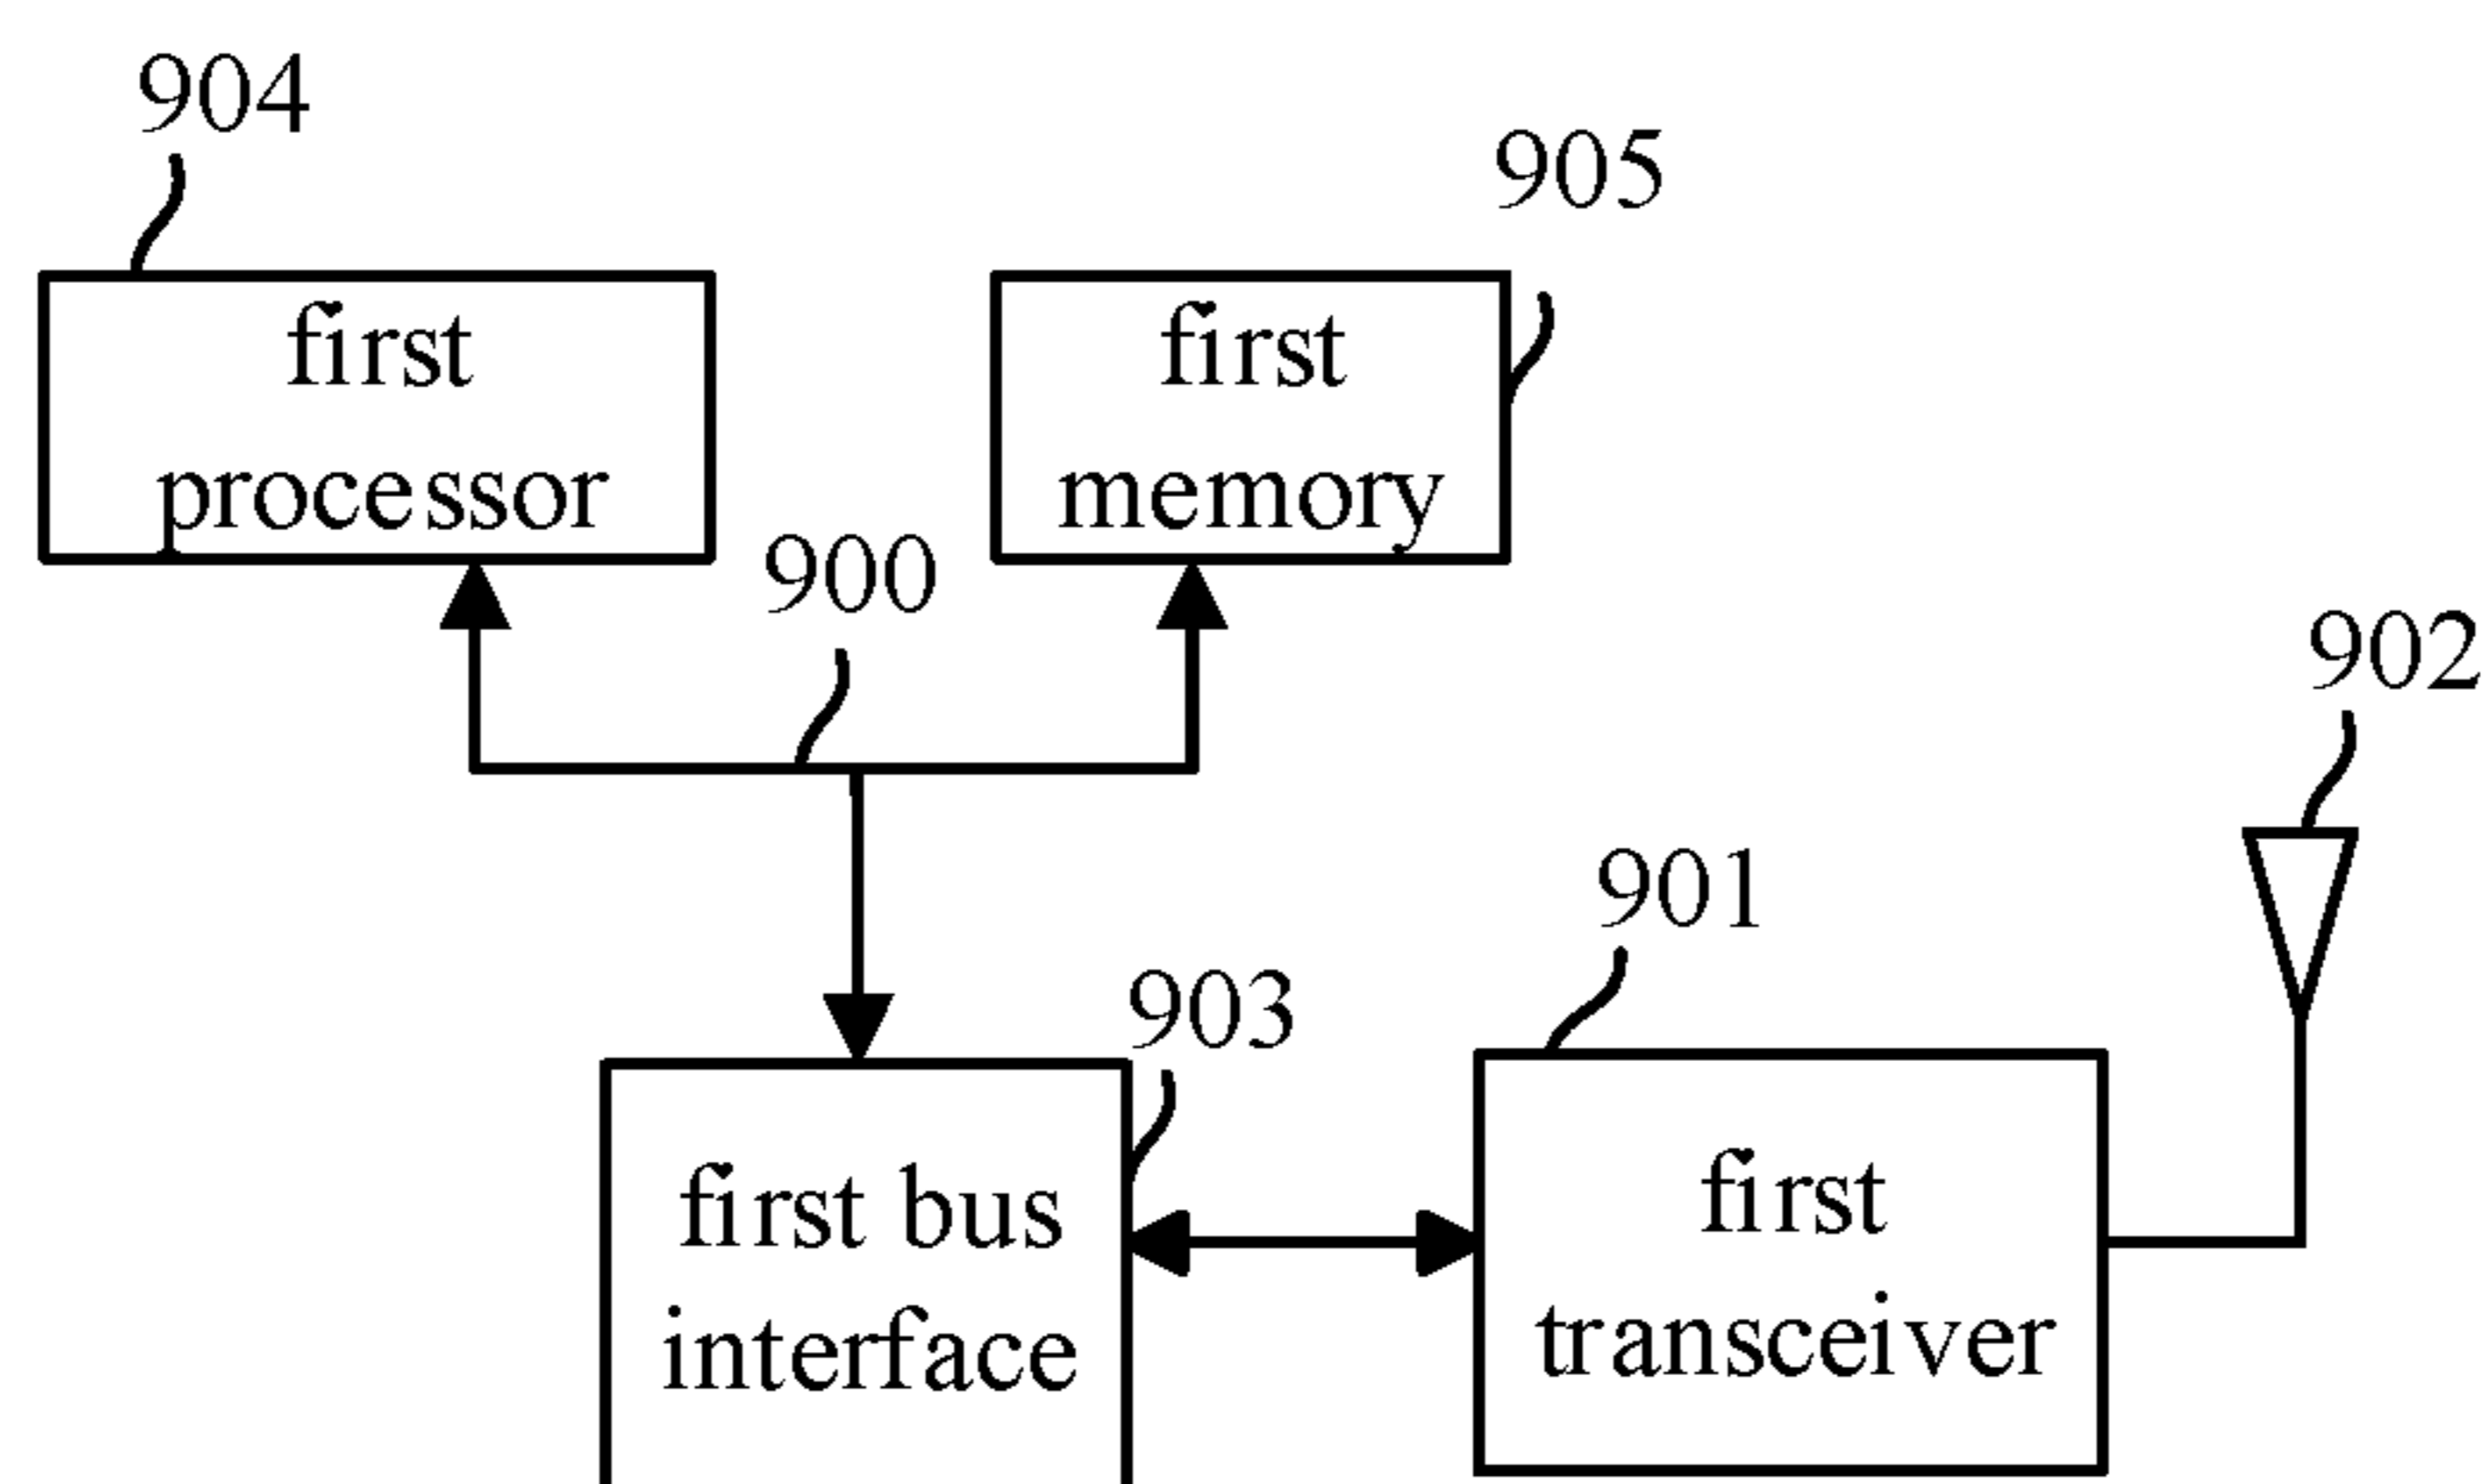 904
905
first
processor
first
memory
900
902
901
903
first bus
interface
first
transceiver